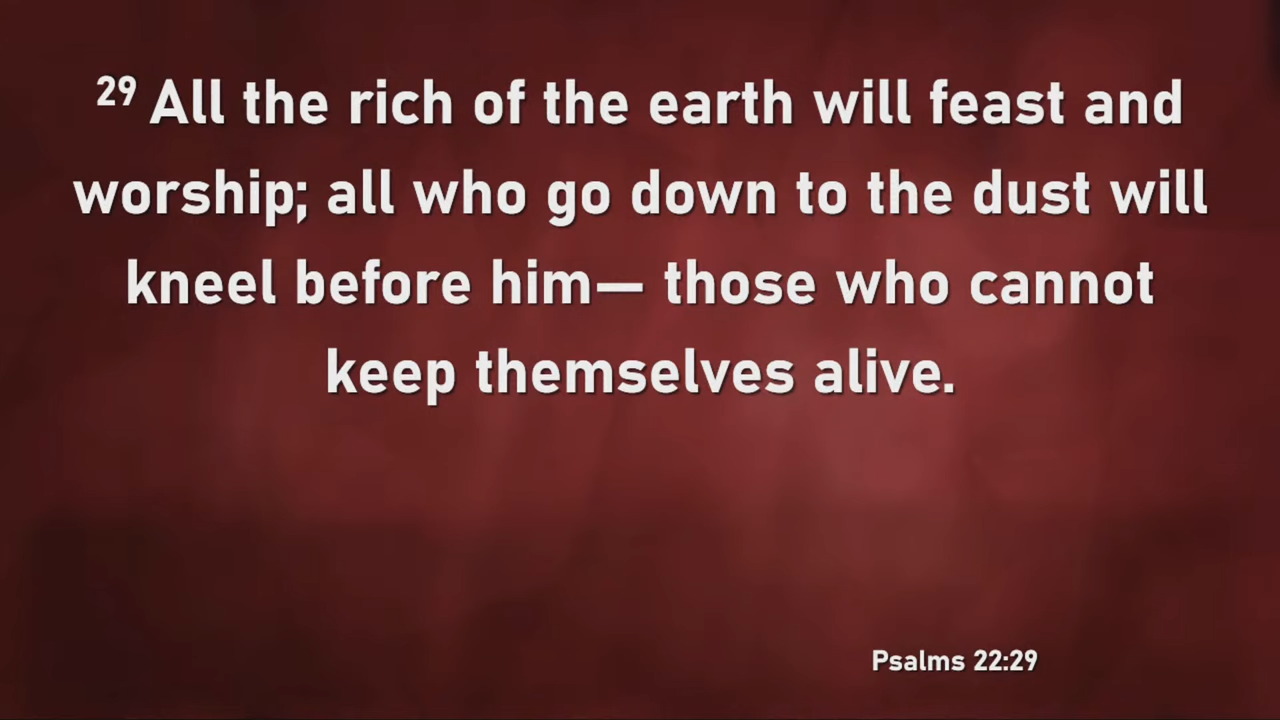 29 All the rich of the earth will feast and
worship; all who go down to the dust will
kneel before him— those who cannot
keep themselves alive.
Psalms 22:29